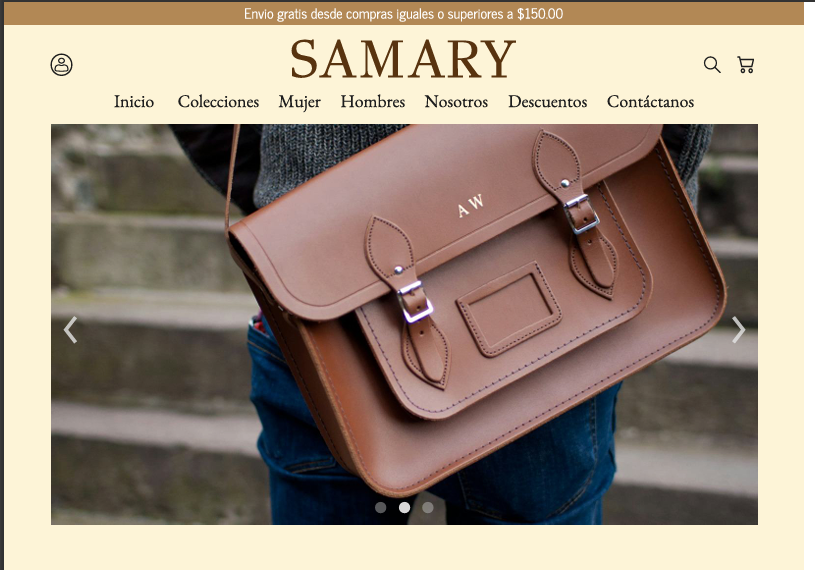 Envio gratis desde compras iguales o superiores a $150.00
SAMARY
Inicio Colecciones Mujer Hombres Nosotros Descuentos Contáctanos
A W